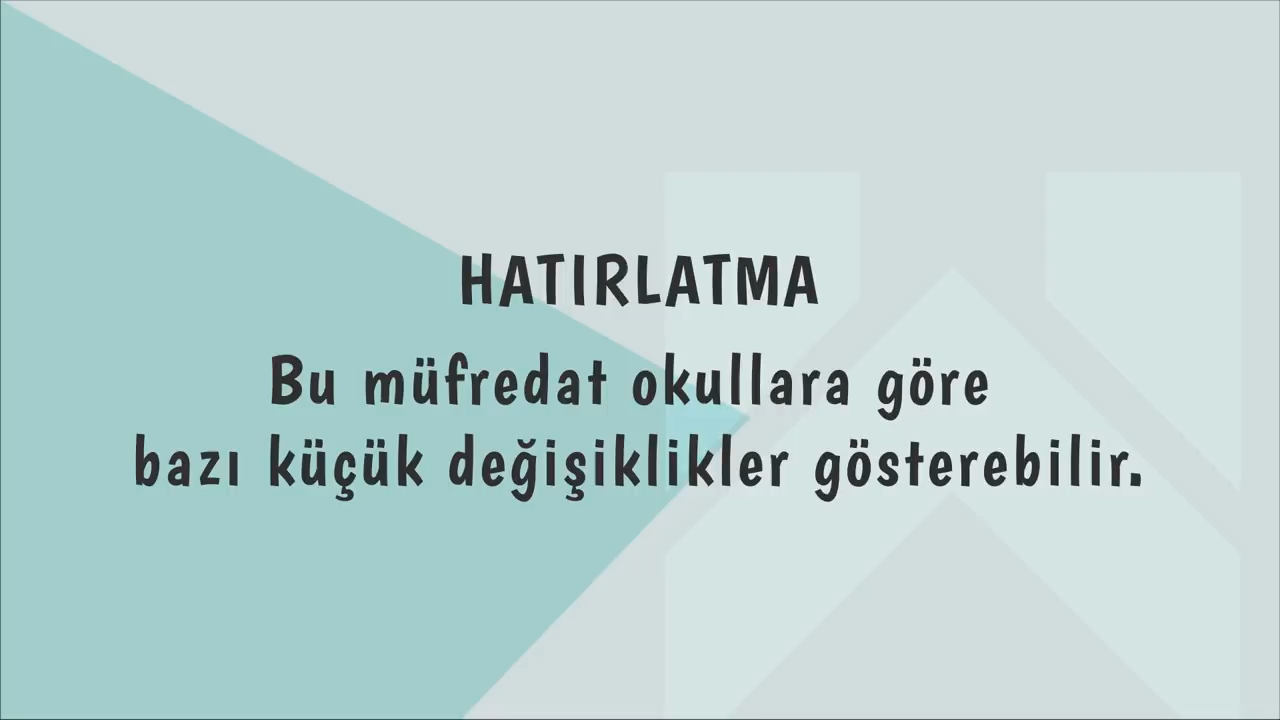 HATIRLATMA
Bu müfredat okullara göre
bazı küçük değişiklikler gösterebilir.